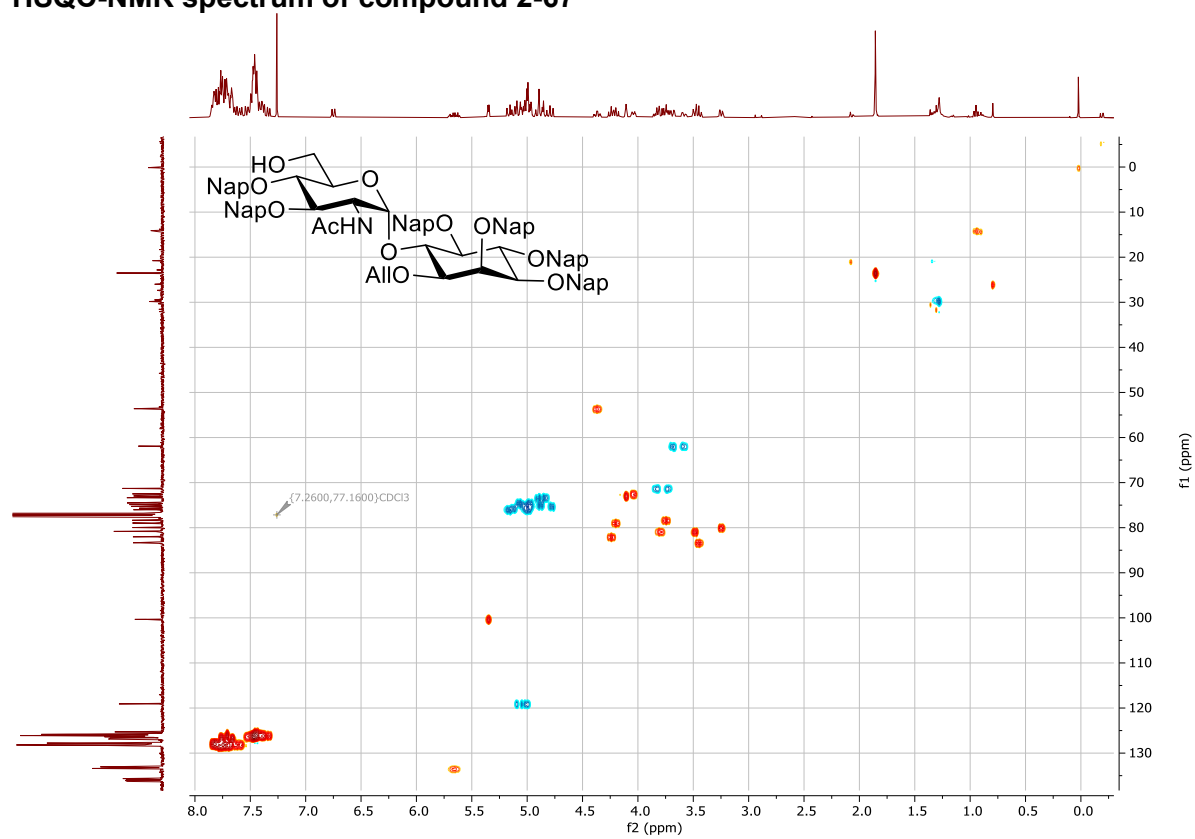 HSQC-NMR spectrum of compound 2-67
HO
O
NapO
NapO
AcHN
NapO
ONap
O
ONap
AllO
ONap
{7.2600,77.1600}CDCl3
0
10
20
30
40
50
60
70
80
90
100
110
120
130
f1 (ppm)
8.0 7.5 7.0 6.5 6.0 5.5 5.0 4.5 4.0 3.5 3.0 2.5 2.0 1.5 1.0 0.5 0.0
f2 (ppm)